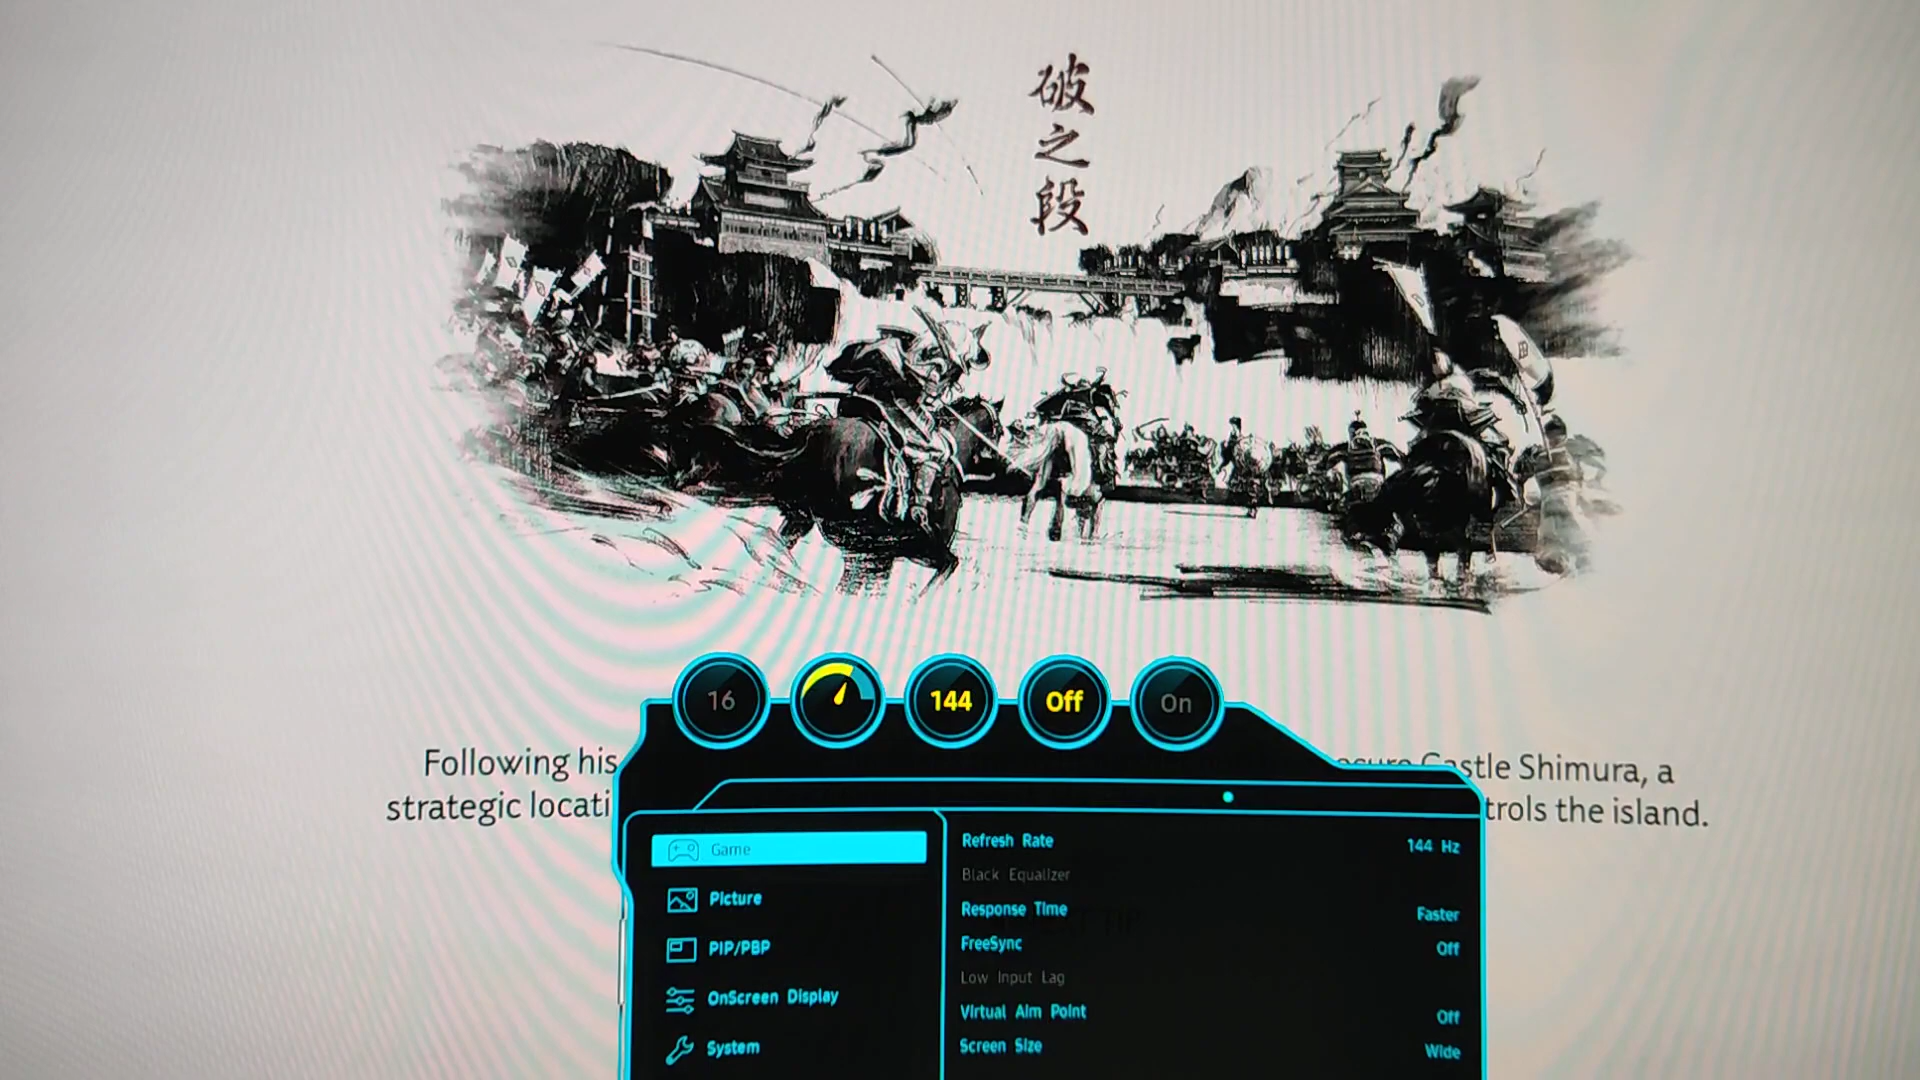 破之段
16
144
Off
On
Following his
Castle Shimura, a
strategic locati
trols the island.
Game
Picture
PIP/PBP
OnScreen Display
System
Refresh Rate 144 Hz
Black Equalizer
Response Time Faster
FreeSync Off
Low Input Lag
Virtual Aim Point Off
Screen Size Wide